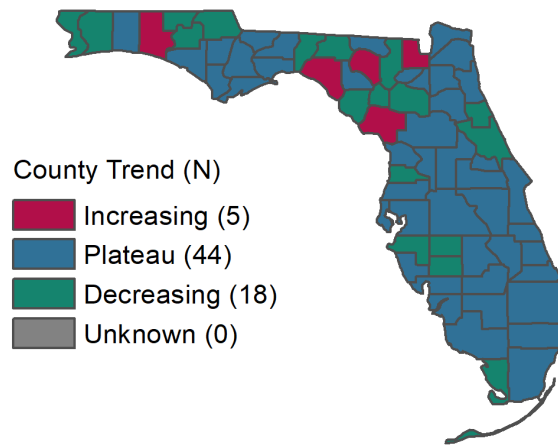 County Trend (N)
Increasing (5)
Plateau (44)
Decreasing (18)
Unknown (0)